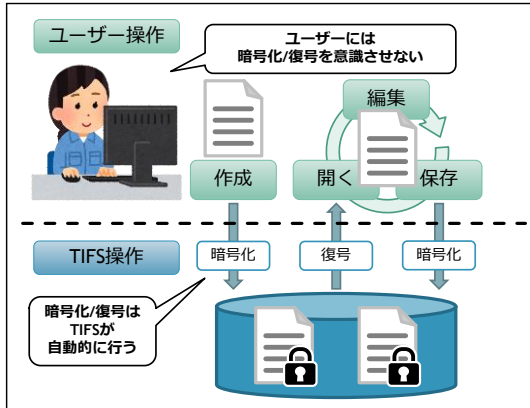 ユーザー操作
ユーザーには
暗号化/復号を意識させない
編集
作成
開く
保存
TIFS操作
暗号化
復号
暗号化
暗号化/復号は
TIFSが
自動的に行う